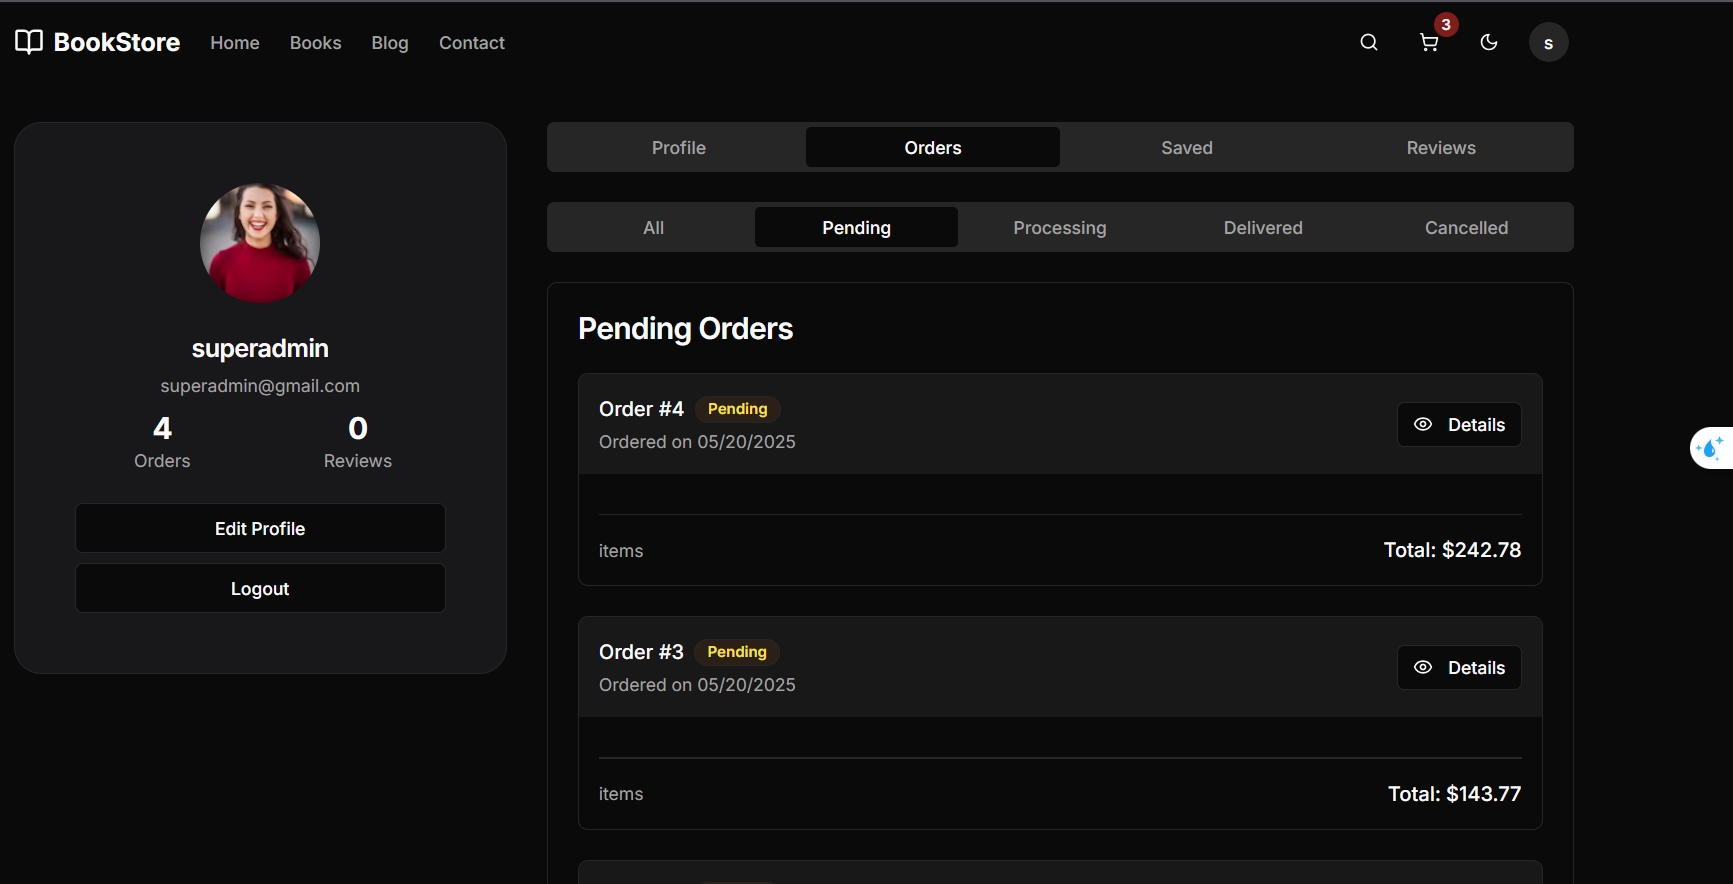 BookStore Home Books Blog Contact 3 s
Profile Orders Saved Reviews
All Pending Processing Delivered Cancelled
superadmin
superadmin@gmail.com
4 0
Orders Reviews
Edit Profile
Logout
Pending Orders
Order #4 Pending
Ordered on 05/20/2025
Details
items Total: $242.78
Order #3 Pending
Ordered on 05/20/2025
Details
items Total: $143.77